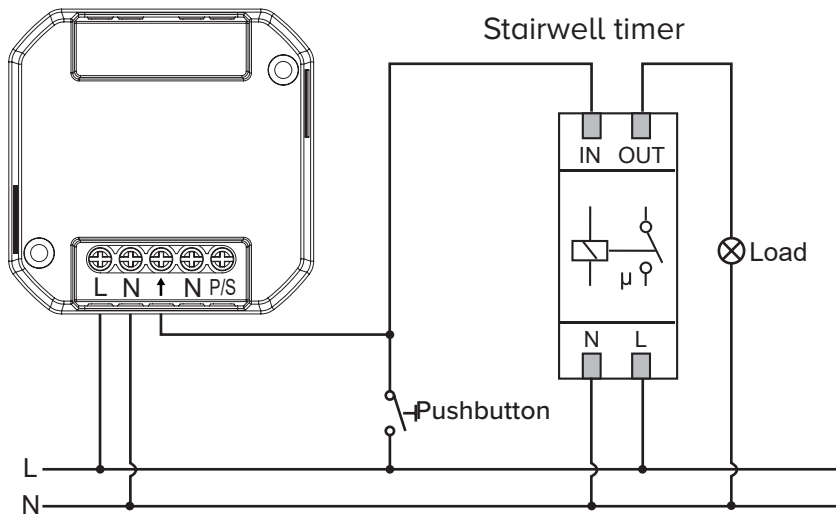 Stairwell timer
IN OUT
µ
Load
L N ↑ N P/S
N L
Pushbutton
L
N